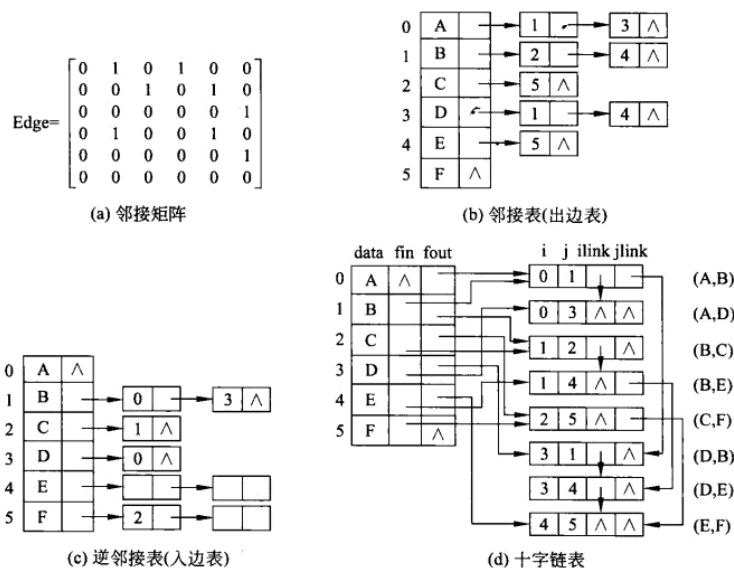 Edge=
0 1 0 1 0 0
0 0 1 0 1 0
0 0 0 0 0 1
0 1 0 0 1 0
0 0 0 0 0 1
0 0 0 0 0 0
(a) 邻接矩阵
0 A 1 3 ∧
1 B 2 4 ∧
2 C 5 ∧
3 D 1 4 ∧
4 E 5 ∧
5 F ∧
(b) 邻接表(出边表)
0 A ∧
1 B 0 3 ∧
2 C 1 ∧
3 D 0 ∧
4 E
5 F 2
(c) 逆邻接表(入边表)
data fin fout
0 A ∧
1 B
2 C
3 D
4 E
5 F ∧
i j ilink jlink
0 1 (A,B)
0 3 ∧ ∧ (A,D)
1 2 ∧ (B,C)
1 4 ∧ (B,E)
2 5 ∧ (C,F)
3 1 ∧ (D,B)
3 4 ∧ (D,E)
4 5 ∧ ∧ (E,F)
(d) 十字链表